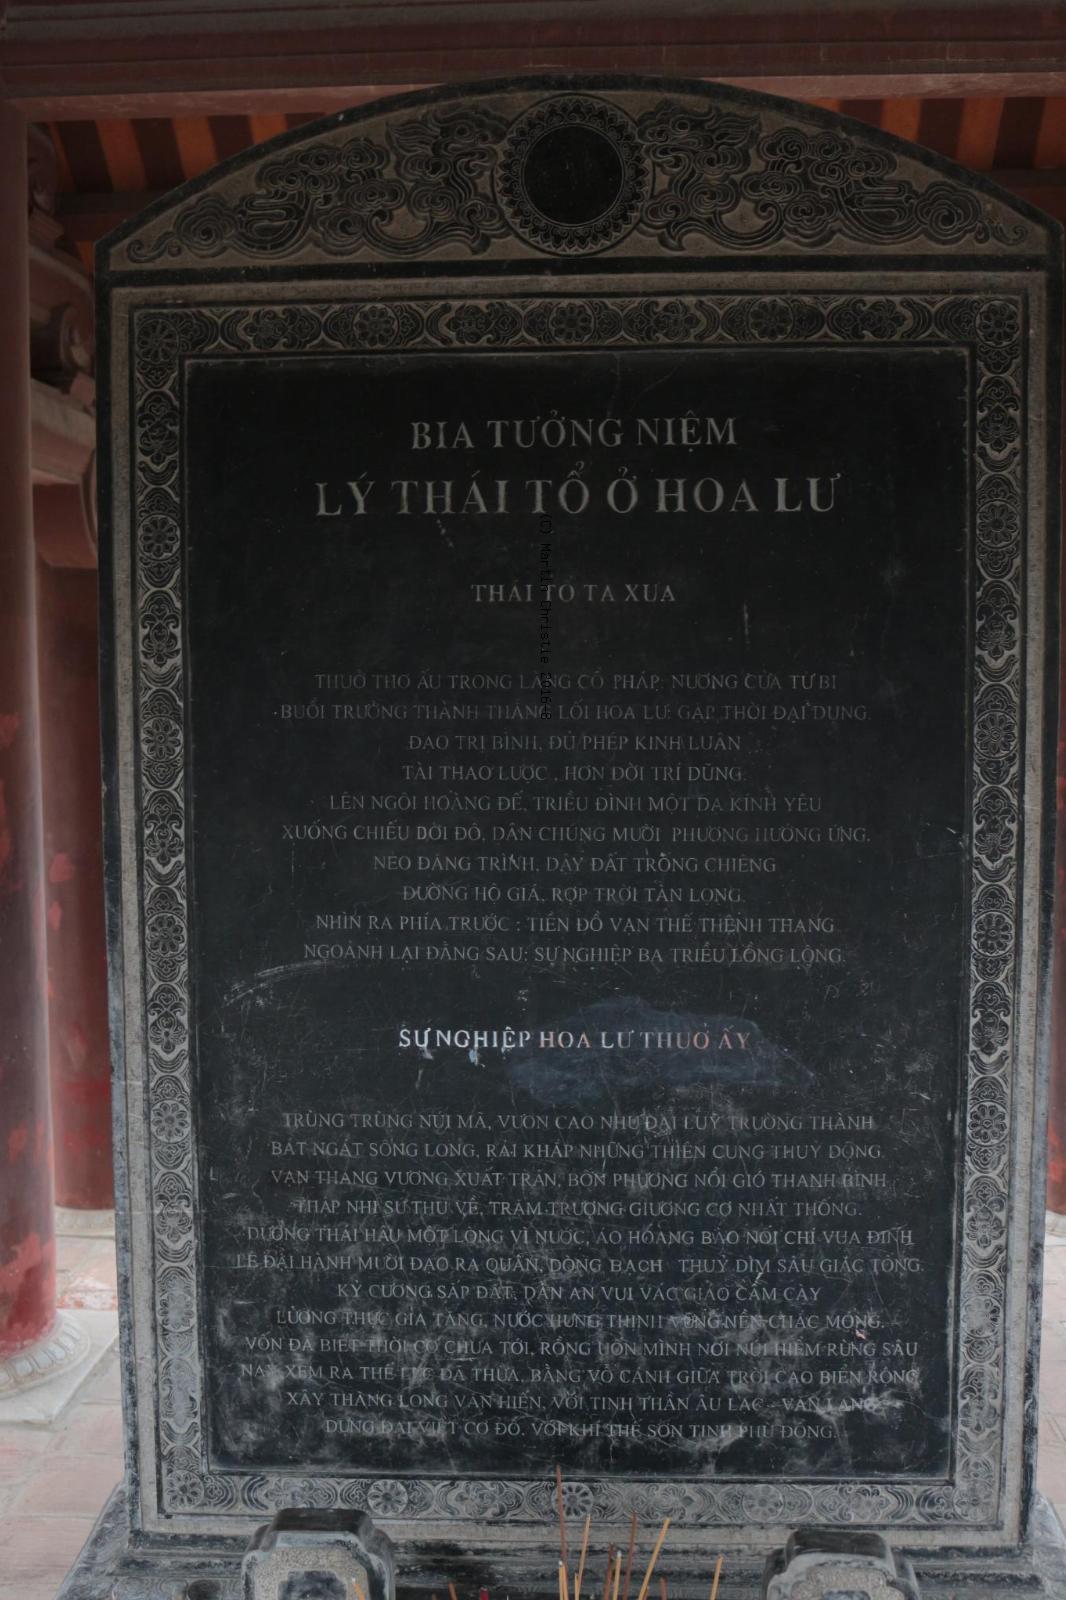 BIA TƯỞNG NIỆM
LÝ THÁI TỔ Ở HOA LƯ
THÁI TỔ TA XƯA
THUỞ THƠ ẤU TRONG LÀNG CỔ PHÁP: NƯƠNG CỬA TỪ BI
BUỔI TRƯỞNG THÀNH THÁNG LỐI HOA LƯ: GẶP THỜI ĐẠI DỤNG.
ĐẠO TRỊ BÌNH, ĐỦ PHÉP KINH LUÂN
TÀI THAO LƯỢC, HƠN ĐỜI TRÍ DŨNG.
LÊN NGÔI HOÀNG ĐẾ, TRIỀU ĐÌNH MỘT DẠ KÍNH YÊU
XUỐNG CHIẾU DỜI ĐÔ, DÂN CHÚNG MƯỜI PHƯƠNG HƯỞNG ỨNG.
NẺO ĐĂNG TRÌNH, DẬY ĐẤT TRỐNG CHIÊNG
ĐƯỜNG HỘ GIÁ, RỢP TRỜI TÀN LỌNG.
NHÌN RA PHÍA TRƯỚC : TIỀN ĐỒ VẠN THẾ THÊNH THANG
NGOẢNH LẠI ĐẰNG SAU: SỰ NGHIỆP BA TRIỀU LỒNG LỘNG.
SỰ NGHIỆP HOA LƯ THUỞ ẤY
TRÙNG TRÙNG NÚI MÃ, VƯƠN CAO NHƯ ĐẠI LUỸ TRƯỜNG THÀNH
BÁT NGÁT SÔNG LONG, RẢI KHẮP NHỮNG THIÊN CUNG THUỶ ĐỘNG.
VẠN THẮNG VƯƠNG XUẤT TRẬN, BỐN PHƯƠNG NỔI GIÓ THANH BÌNH
THẬP NHỊ SỨ THU VỀ, TRĂM TRƯỢNG GIƯƠNG CỜ NHẤT THỐNG.
DƯƠNG THÁI HẬU MỘT LÒNG VÌ NƯỚC, ÁO HOÀNG BÀO NỐI CHÍ VUA ĐINH
LÊ ĐẠI HÀNH MƯỜI ĐẠO RA QUÂN, DÒNG BẠCH THUỶ DÌM SÂU GIẶC TỐNG.
KỶ CƯƠNG SẮP ĐẶT, DÂN AN VUI VÁC GIÁO CẦM CÀY
LƯƠNG THỰC GIA TĂNG, NƯỚC HƯNG THỊNH VỮNG NỀN CHẮC MÓNG.
VỐN ĐÃ BIẾT THỜI CƠ CHƯA TỚI, RỒNG UỐN MÌNH NƠI NÚI HIỂM RỪNG SÂU
NAY XEM RA THẾ LỰC ĐÃ THỪA, BẰNG VỖ CÁNH GIỮA TRỜI CAO BIỂN RỘNG.
XÂY THĂNG LONG VĂN HIẾN, VỚI TINH THẦN ÂU LẠC - VĂN LANG
DỰNG ĐẠI VIỆT CƠ ĐỒ, VỚI KHÍ THẾ SƠN TINH PHÙ ĐỔNG.
(C) Martin Christie 2016/8